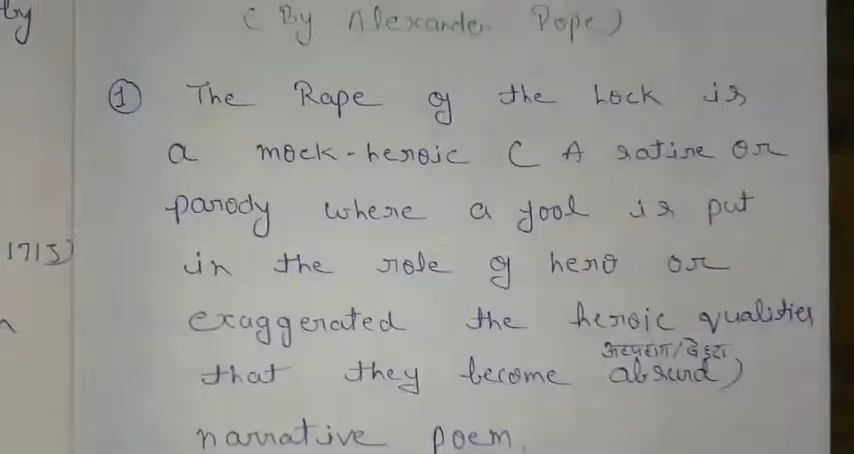 by
( By Alexander Pope )
① The Rape of the Lock is
a mock-heroic ( A satire or
parody where a fool is put
1715)
in the role of hero or
exaggerated the heroic qualities
that they become absurd)
narrative poem.